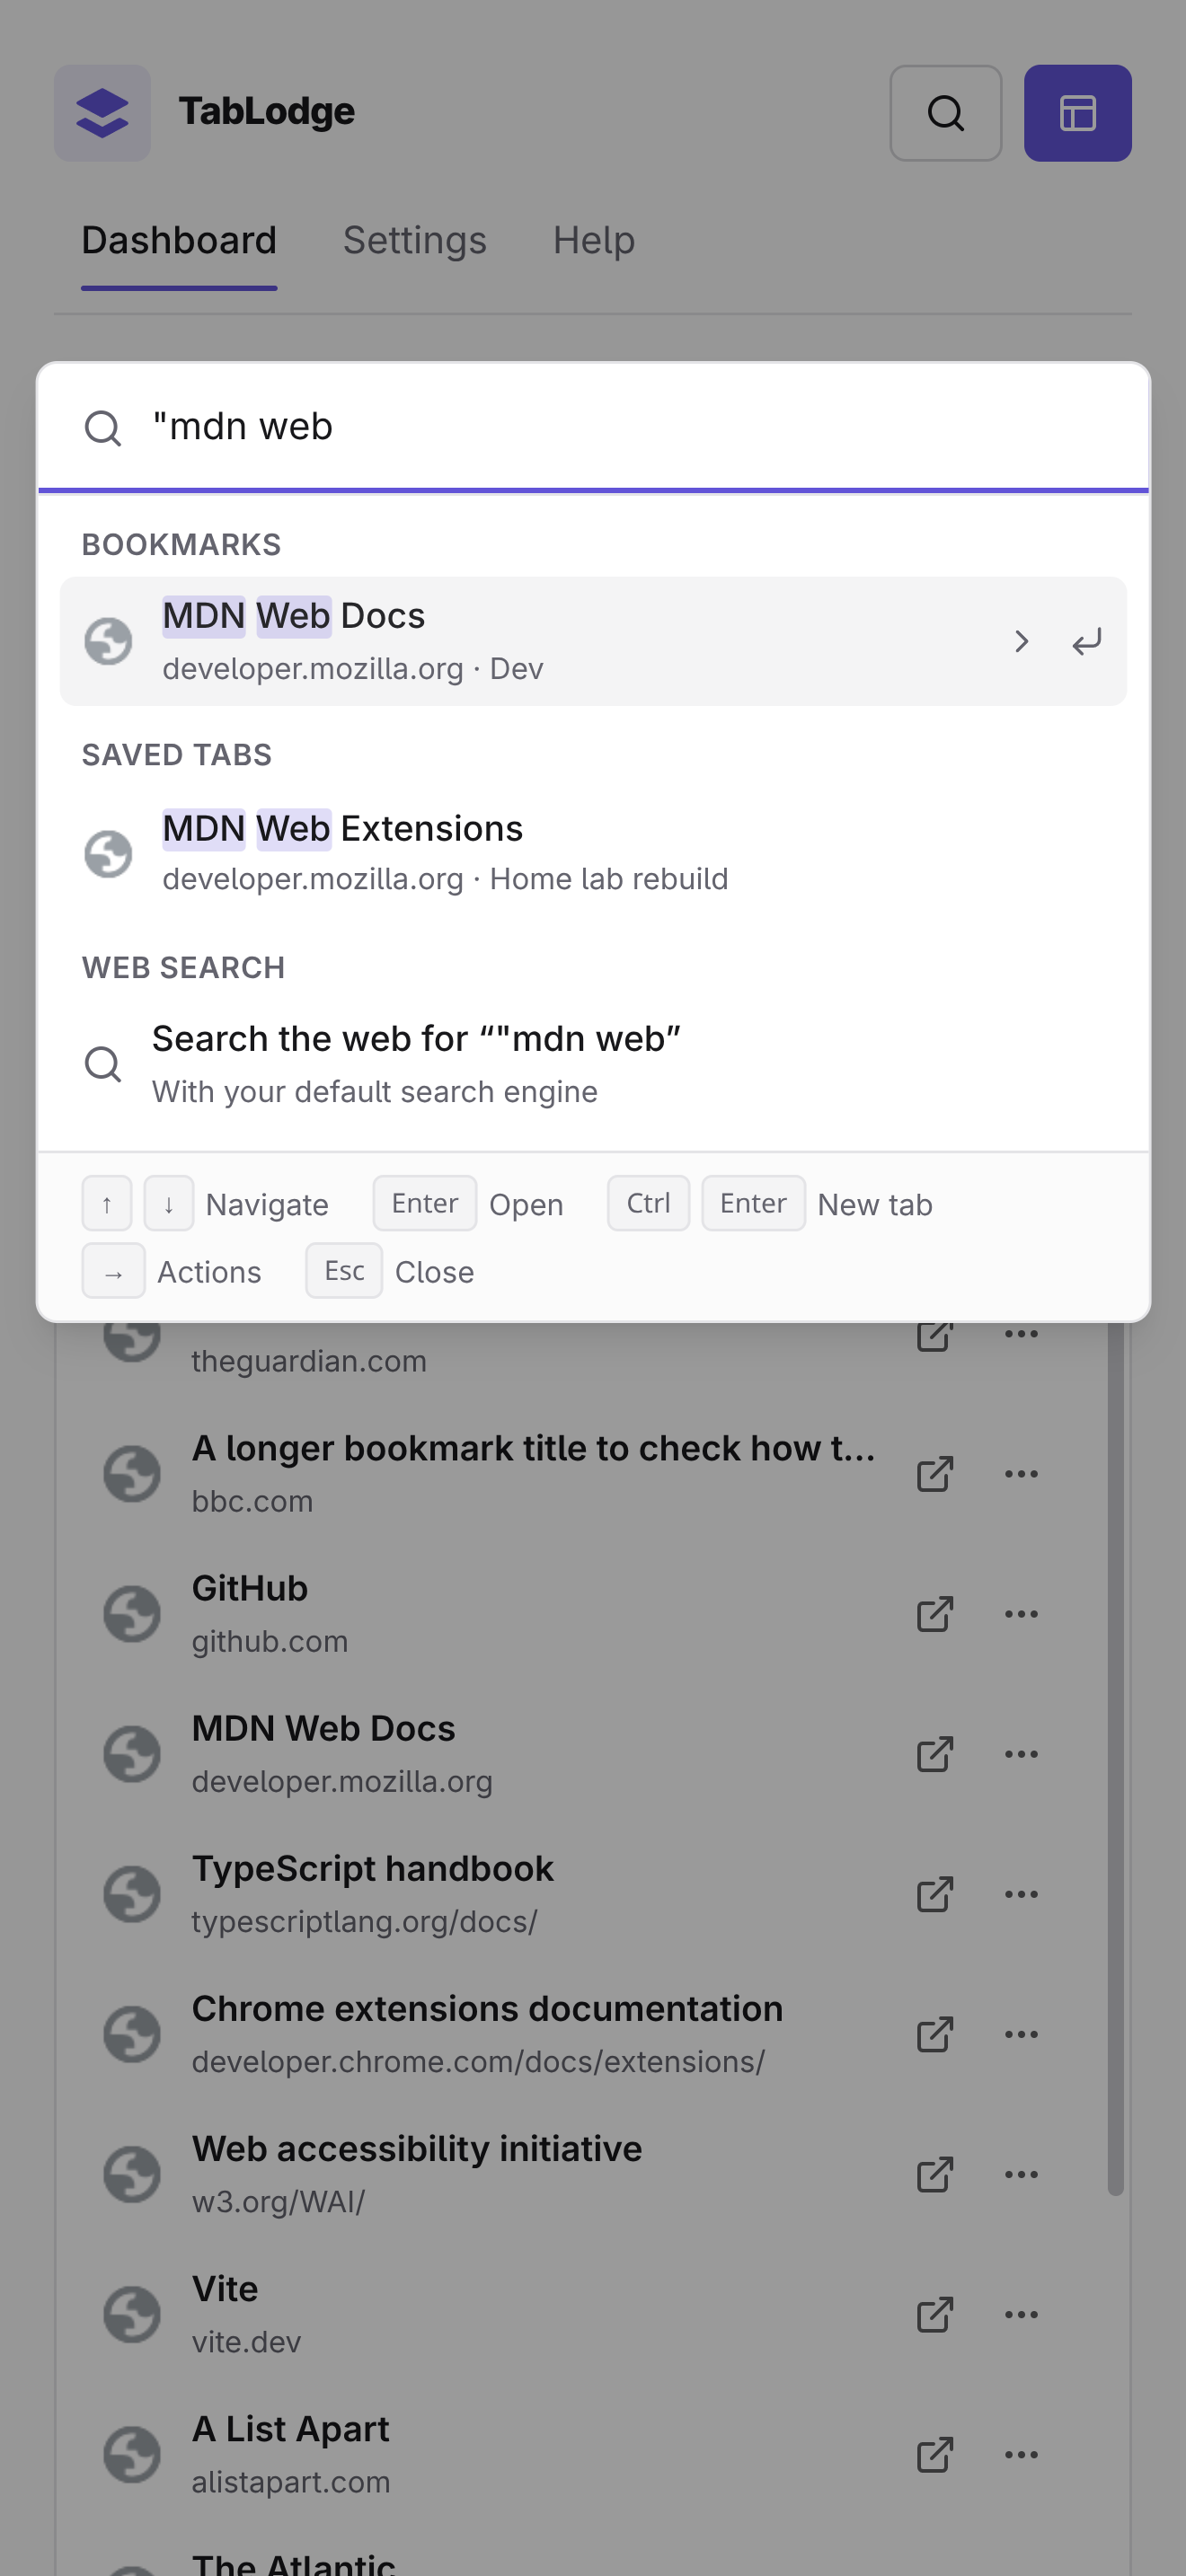 TabLodge
Dashboard Settings Help
"mdn web
BOOKMARKS
MDN Web Docs
developer.mozilla.org · Dev
SAVED TABS
MDN Web Extensions
developer.mozilla.org · Home lab rebuild
WEB SEARCH
Search the web for “"mdn web”
With your default search engine
↑ ↓ Navigate Enter Open Ctrl Enter New tab
→ Actions Esc Close
theguardian.com
A longer bookmark title to check how t...
bbc.com
GitHub
github.com
MDN Web Docs
developer.mozilla.org
TypeScript handbook
typescriptlang.org/docs/
Chrome extensions documentation
developer.chrome.com/docs/extensions/
Web accessibility initiative
w3.org/WAI/
Vite
vite.dev
A List Apart
alistapart.com
The Atlantic